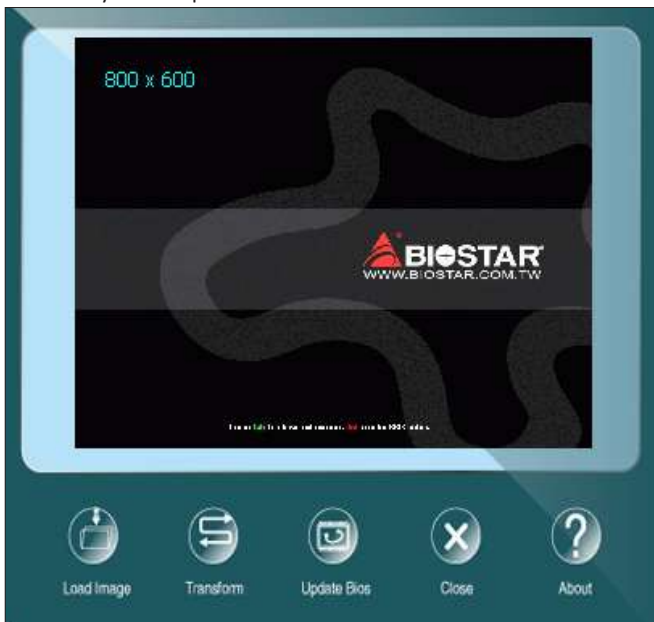 800 x 600
BIOSTAR
WWW.BIOSTAR.COM.TW
Load Image
Transform
Update Bios
Close
About